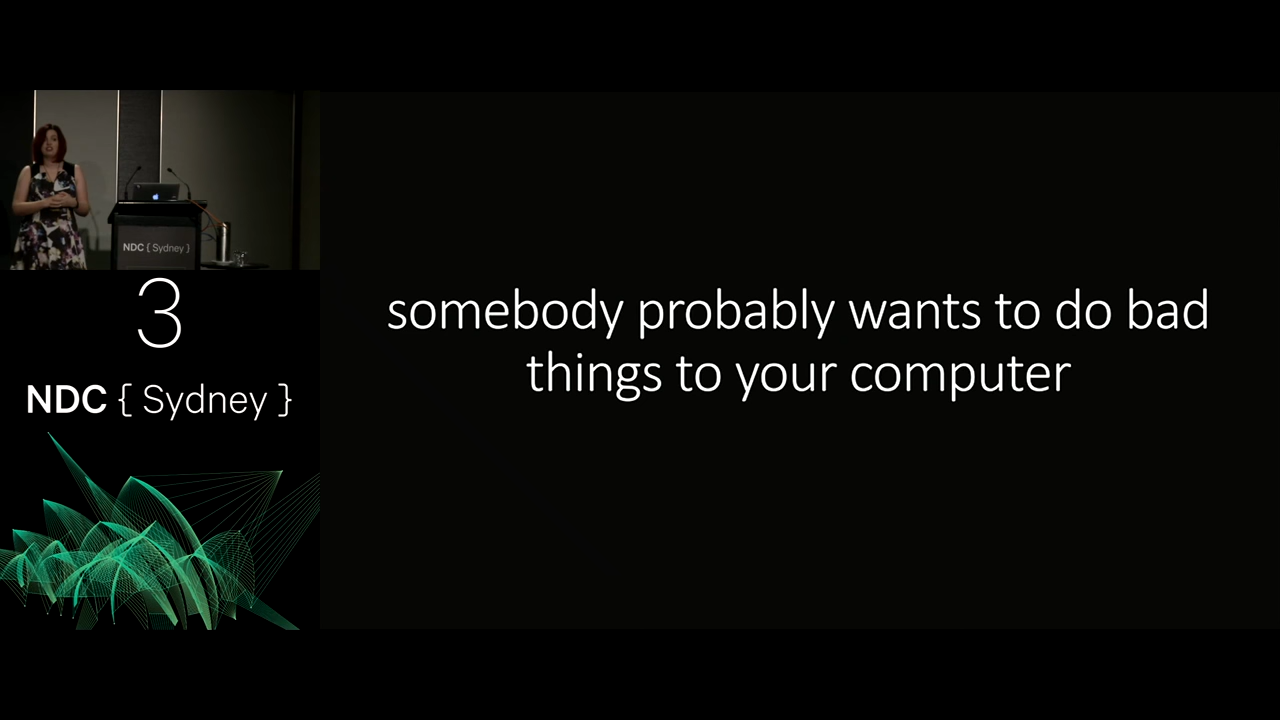 NDC { Sydney }
3
NDC { Sydney }
somebody probably wants to do bad
things to your computer